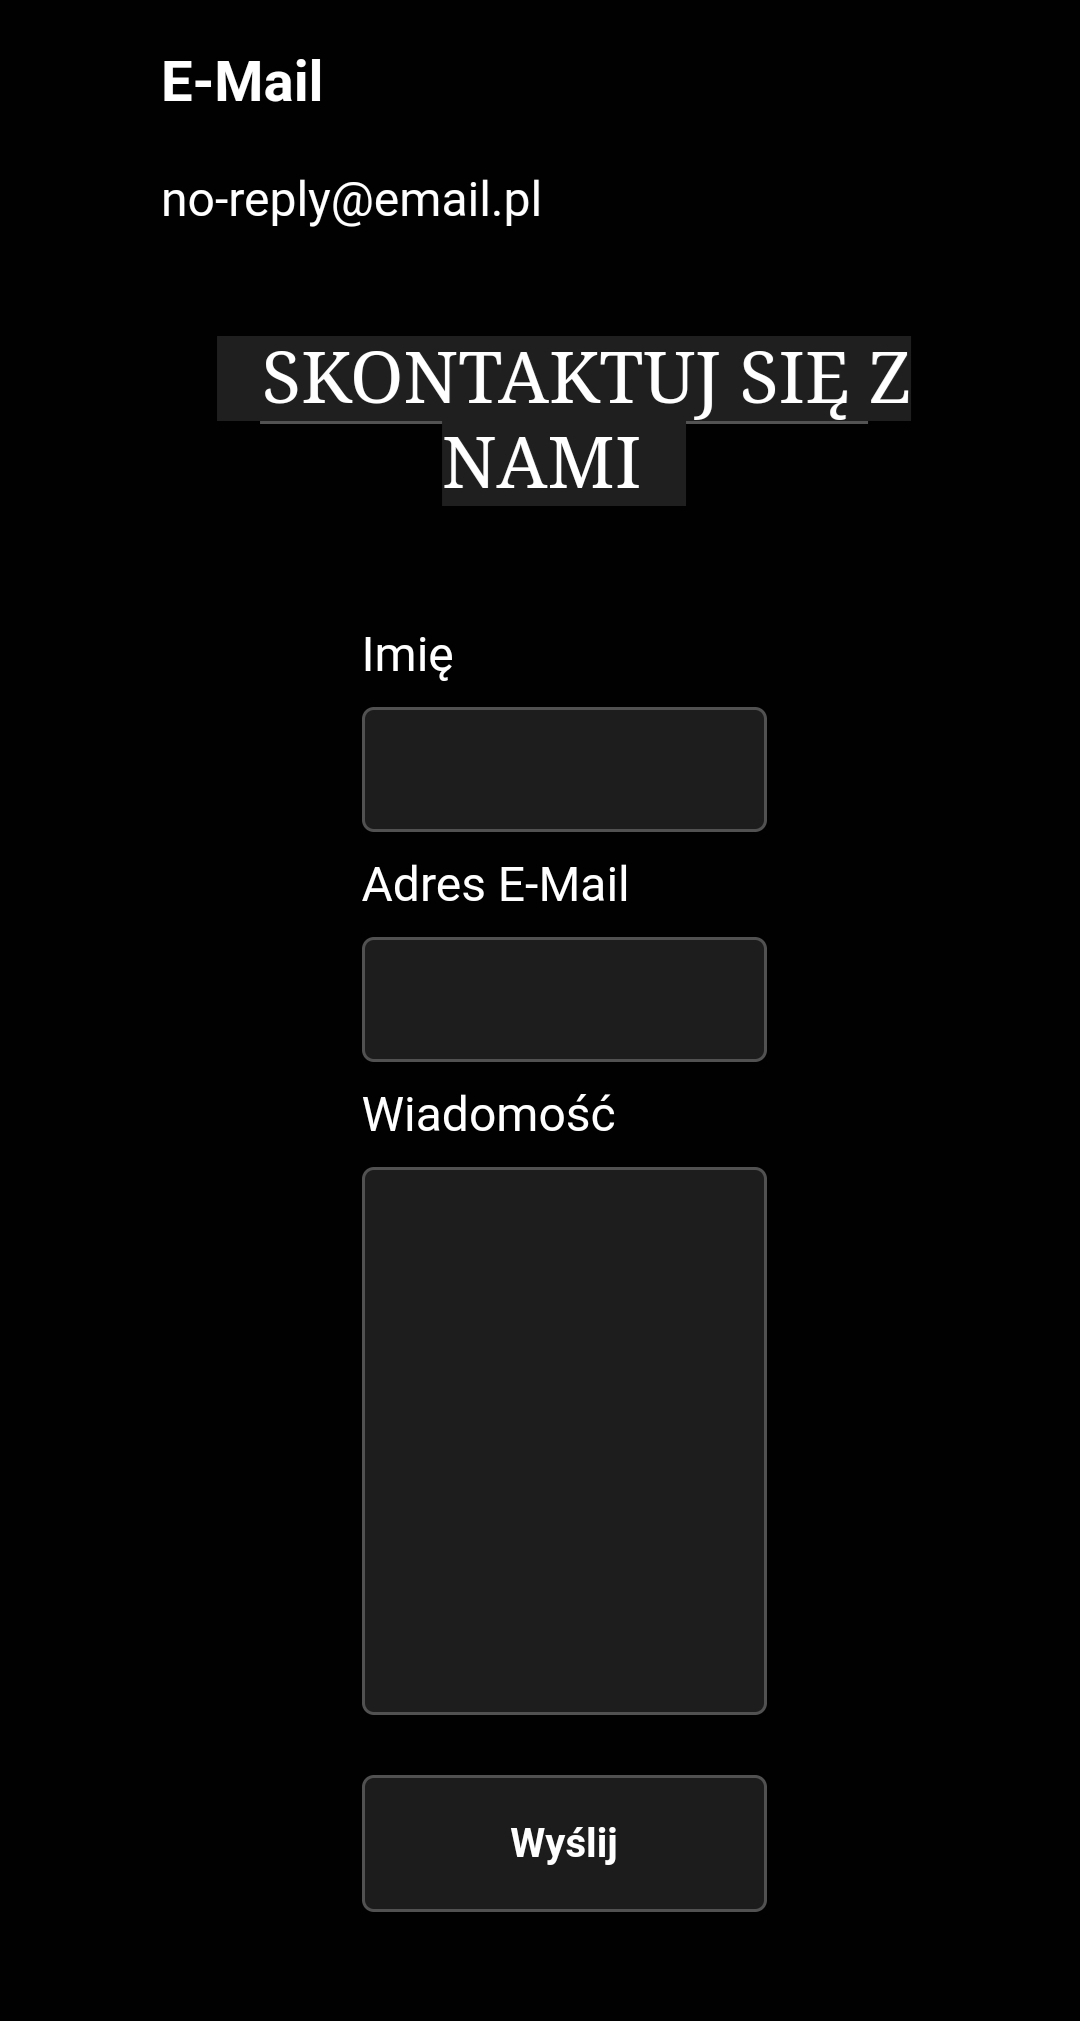 E-Mail
no-reply@email.pl
SKONTAKTUJ SIĘ Z
NAMI
Imię
Adres E-Mail
Wiadomość
Wyślij